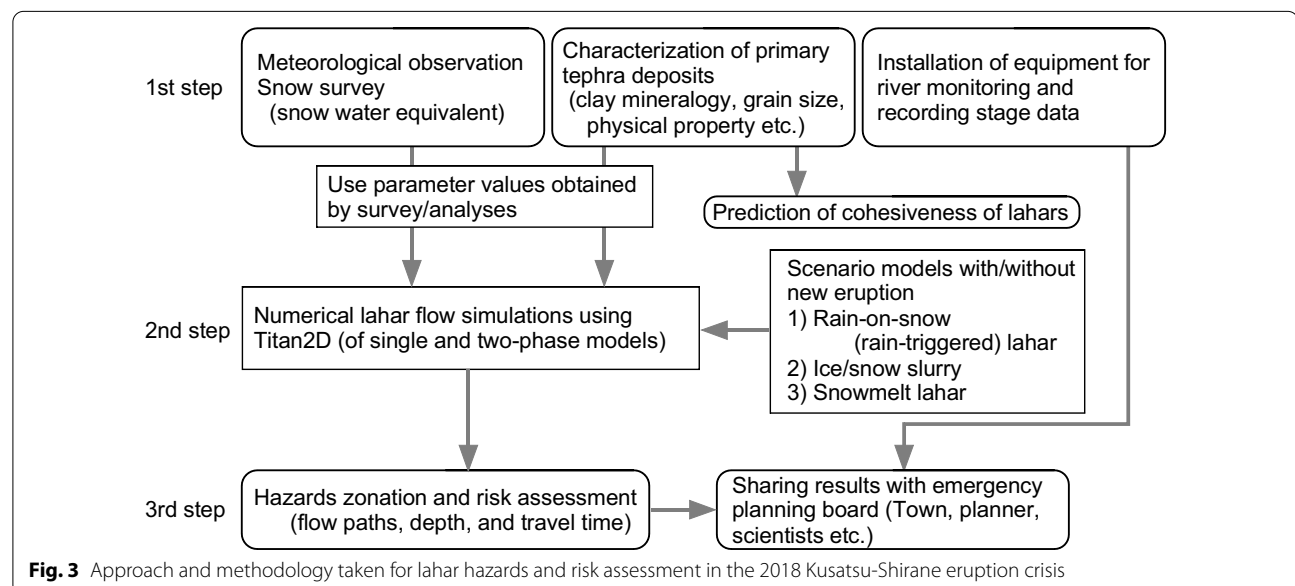 1st step
Meteorological observation
Snow survey
(snow water equivalent)
Characterization of primary
tephra deposits
(clay mineralogy, grain size,
physical property etc.)
Installation of equipment for
river monitoring and
recording stage data
Use parameter values obtained
by survey/analyses
Prediction of cohesiveness of lahars
2nd step
Numerical lahar flow simulations using
Titan2D (of single and two-phase models)
Scenario models with/without
new eruption
1) Rain-on-snow
(rain-triggered) lahar
2) Ice/snow slurry
3) Snowmelt lahar
3rd step
Hazards zonation and risk assessment
(flow paths, depth, and travel time)
Sharing results with emergency
planning board (Town, planner,
scientists etc.)
Fig. 3 Approach and methodology taken for lahar hazards and risk assessment in the 2018 Kusatsu-Shirane eruption crisis